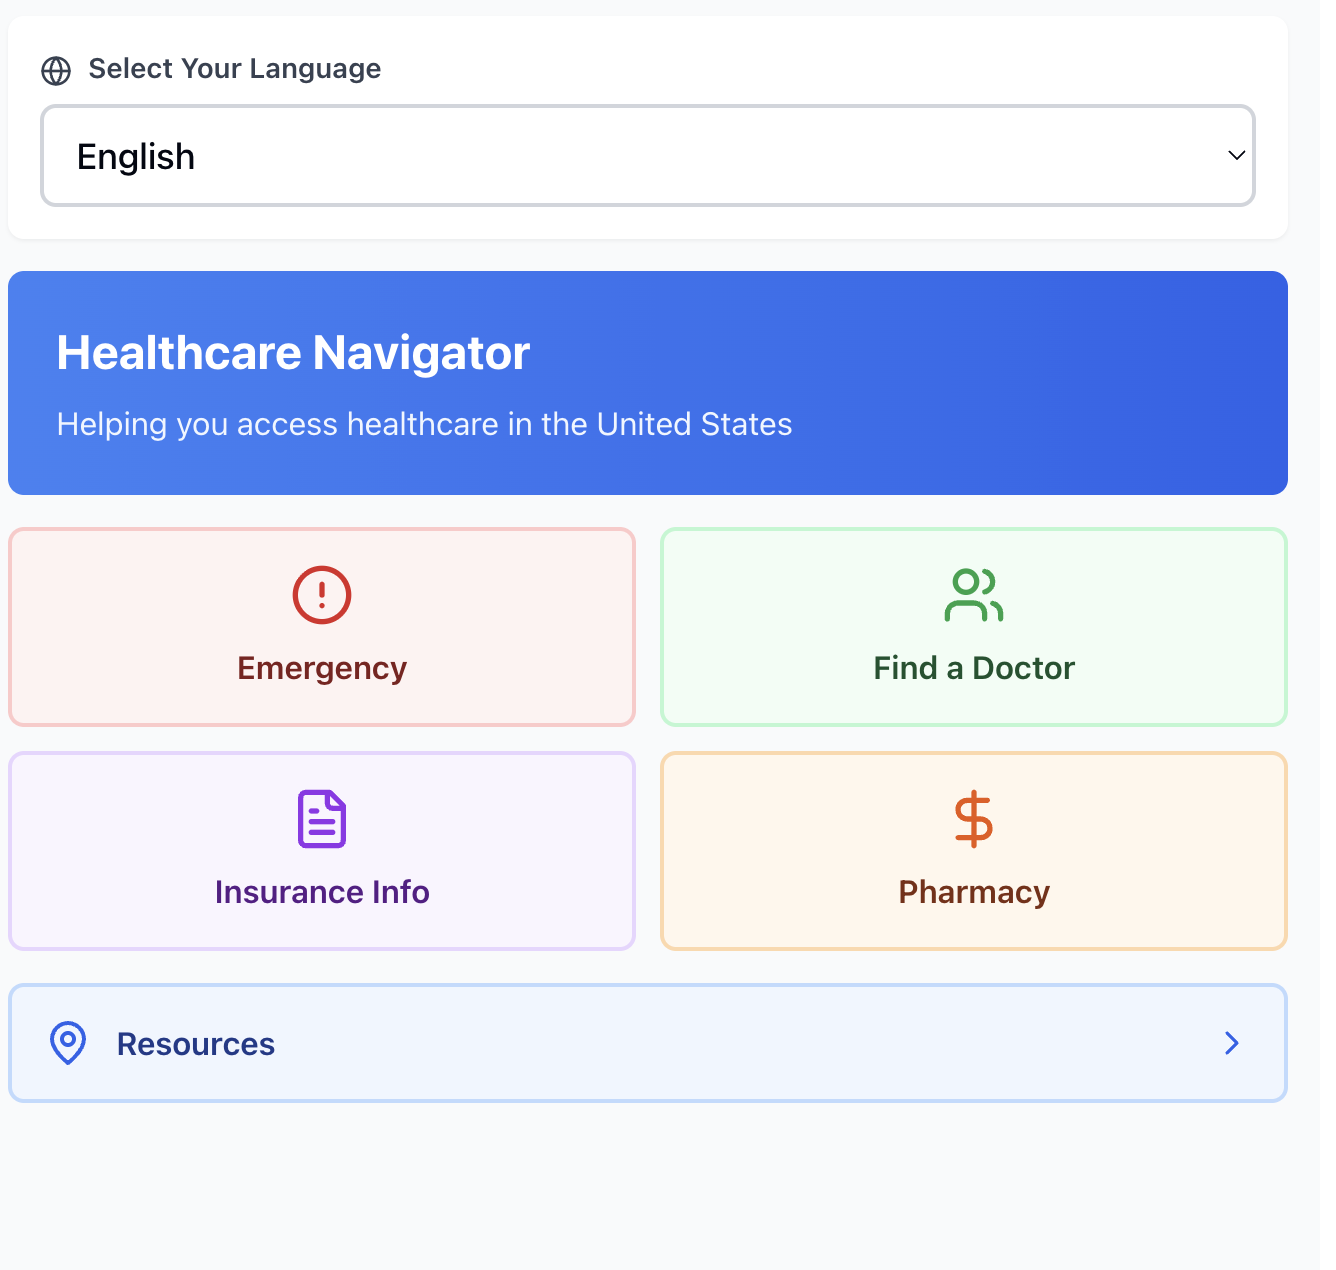 Select Your Language
English
Healthcare Navigator
Helping you access healthcare in the United States
Emergency
Find a Doctor
Insurance Info
Pharmacy
Resources